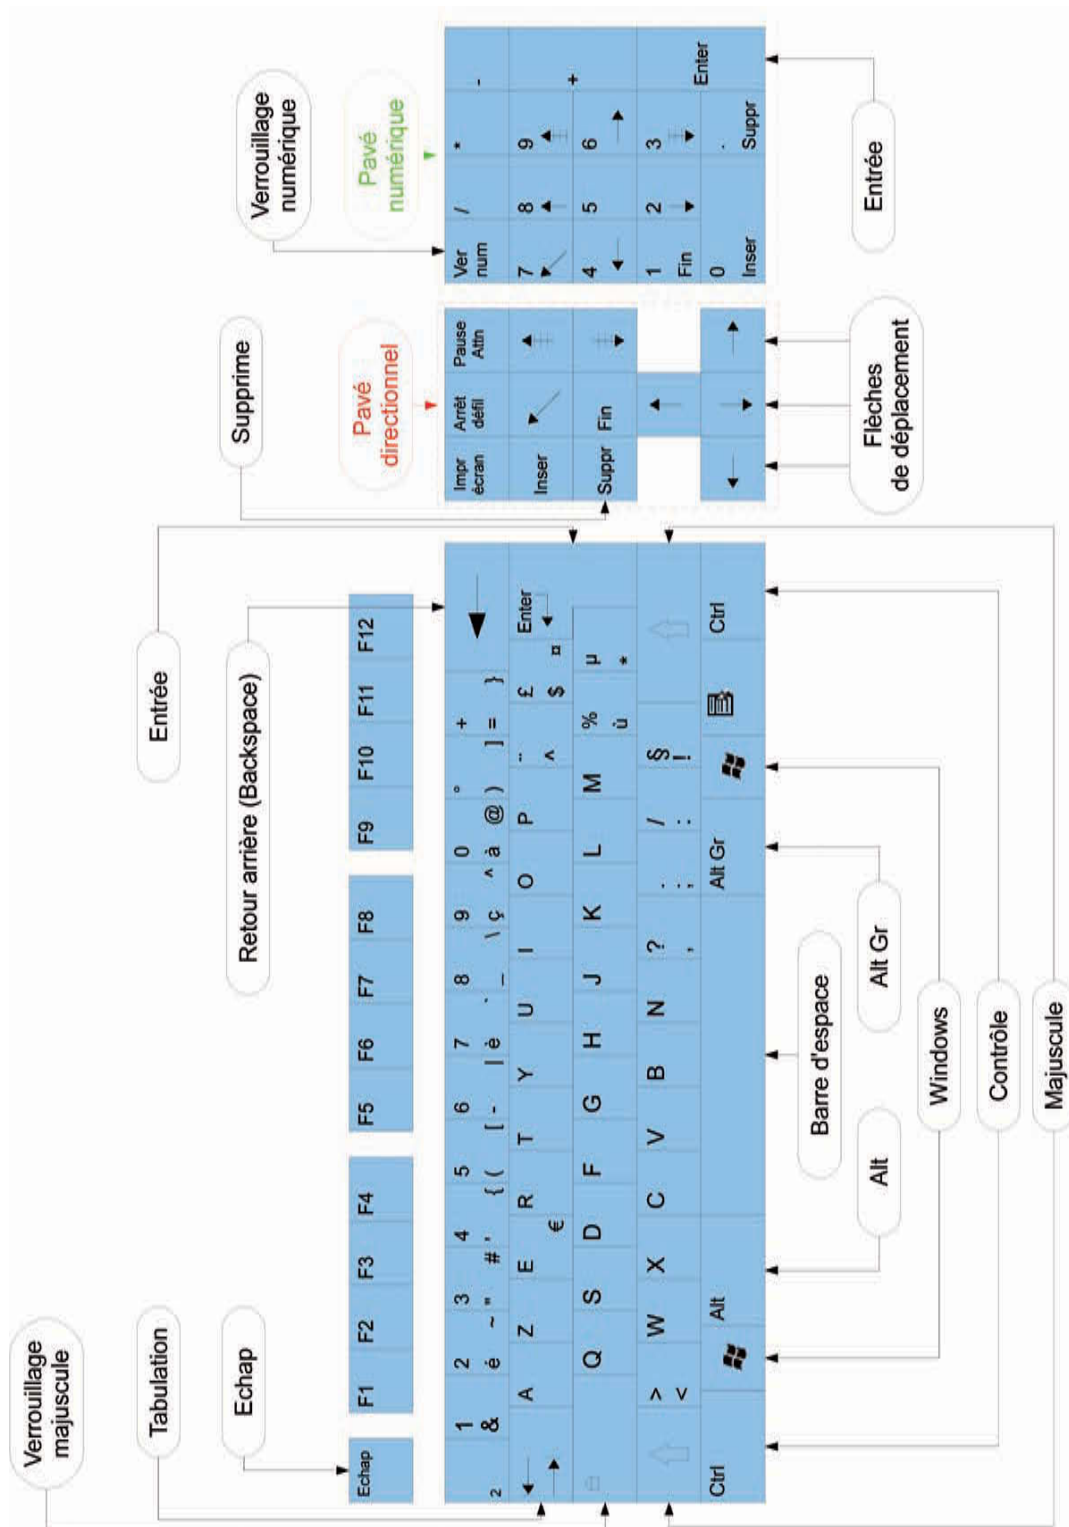 Verrouillage
majuscule
Tabulation
Echap
Entrée
Retour arrière (Backspace)
Supprime
Verrouillage
numérique
Pavé
directionnel
Pavé
numérique
Echap
F1 F2 F3 F4
F5 F6 F7 F8
F9 F10 F11 F12
1 2 3 4 5 6 7 8 9 0 ° +
² & é ~ " # ' { ( [ - | è ` _ \ ç ^ à @ ) ] = }
A Z E R T Y U I O P ¨ £ Enter
€ ^ $ ¤
Q S D F G H J K L M % µ
ù *
> W X C V B N ? . / §
< , ; : !
Ctrl Alt Alt Gr Ctrl
Impr
écran
Arrêt
défil
Pause
Attn
Inser
Suppr Fin
Ver
num
/ * -
7 8 9 +
4 5 6
1 2 3
Fin
Enter
0 .
Inser Suppr
Barre d'espace
Alt
Alt Gr
Windows
Contrôle
Majuscule
Flèches
de déplacement
Entrée